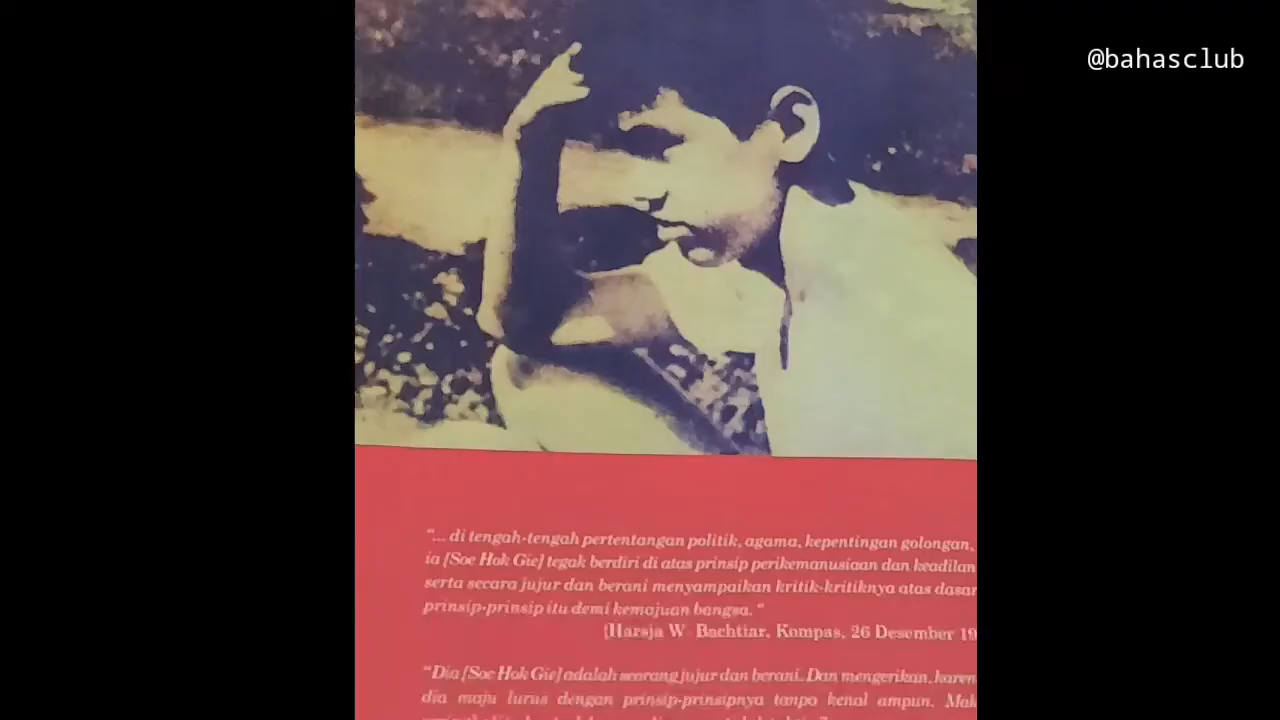 @bahasclub
"... di tengah-tengah pertentangan politik, agama, kepentingan golongan,
ia [Soe Hok Gie] tegak berdiri di atas prinsip perikemanusiaan dan keadilan
serta secara jujur dan berani menyampaikan kritik-kritiknya atas dasar
prinsip-prinsip itu demi kemajuan bangsa."
(Harsja W. Bachtiar, Kompas, 26 Desember 19
"Dia [Soe Hok Gie] adalah seorang jujur dan berani. Dan mengerikan, karen
dia maju lurus dengan prinsip-prinsipnya tanpa kenal ampun. Mak